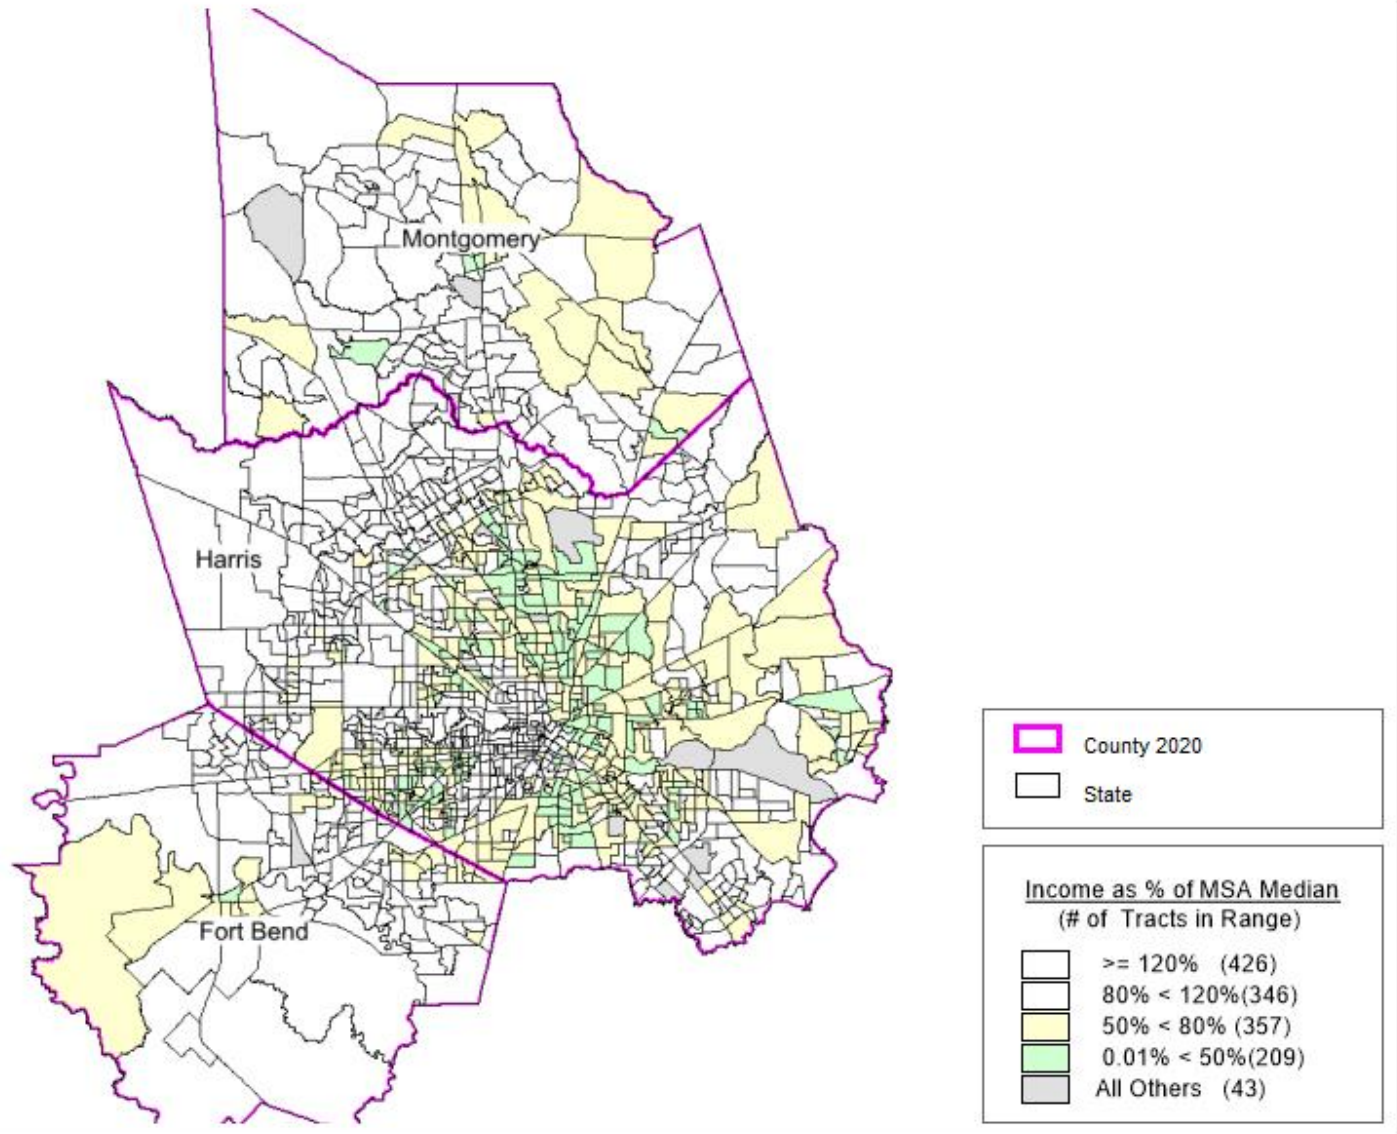 Montgomery
Harris
Fort Bend
County 2020
State
Income as % of MSA Median
(# of Tracts in Range)
>= 120% (426)
80% < 120%(346)
50% < 80% (357)
0.01% < 50%(209)
All Others (43)